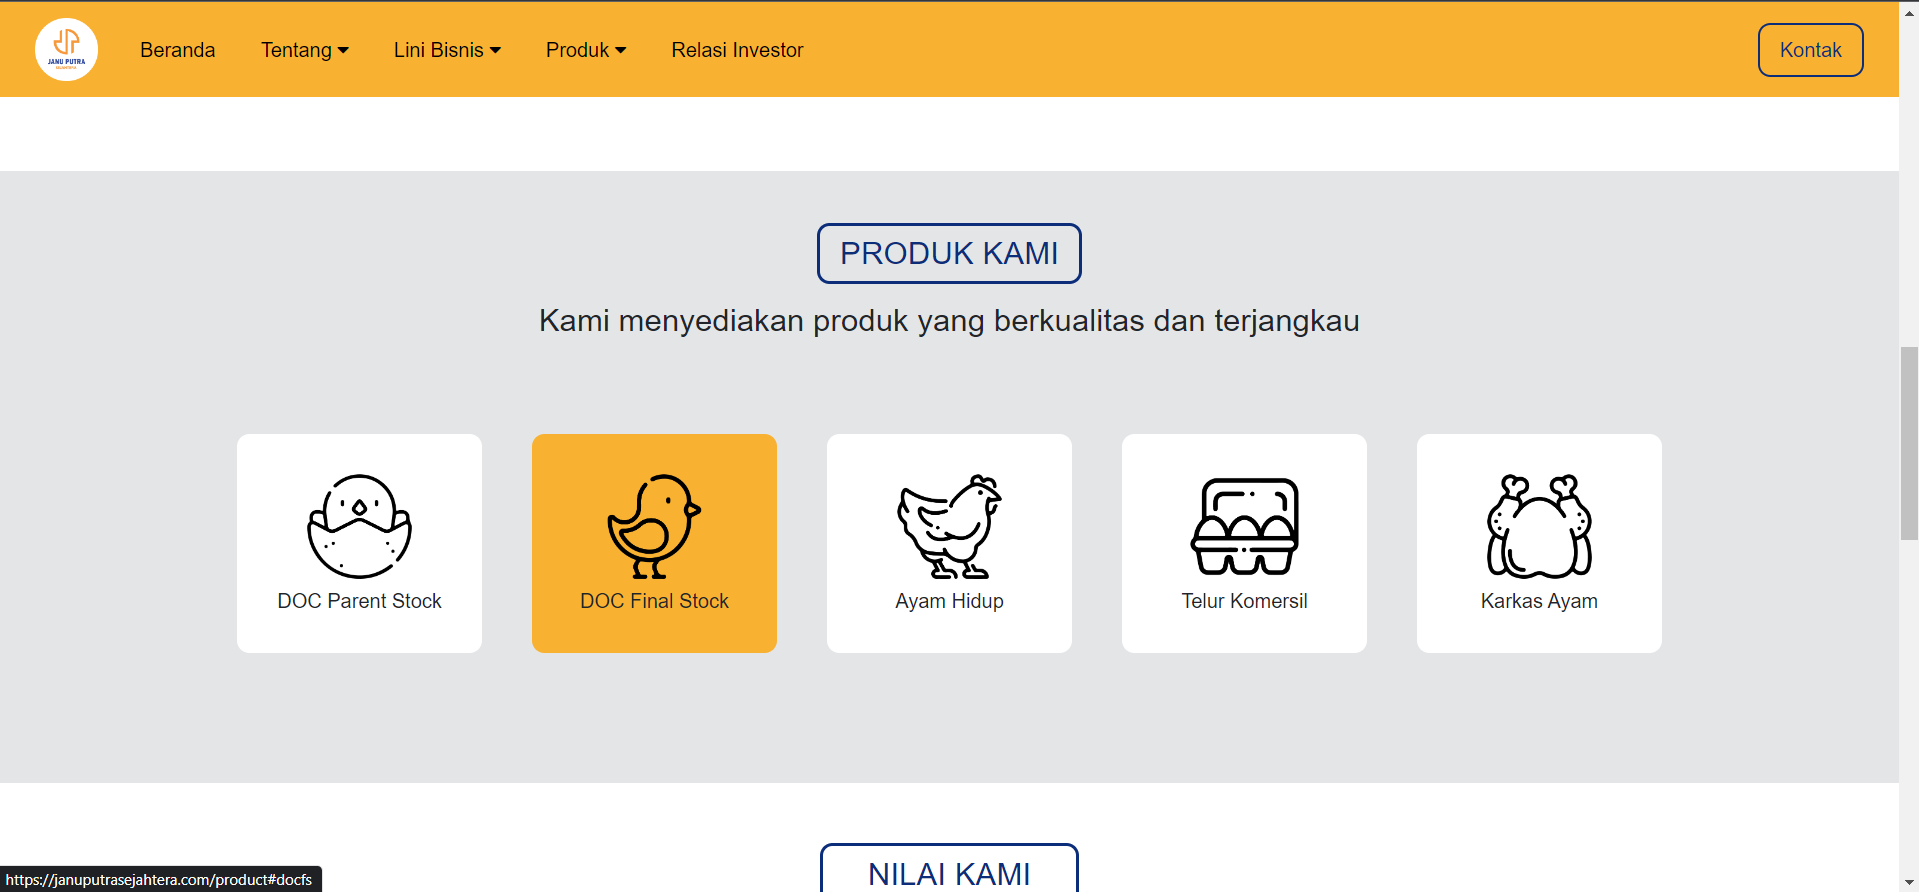 JANU PUTRA
Beranda
Tentang
Lini Bisnis
Produk
Relasi Investor
Kontak
PRODUK KAMI
Kami menyediakan produk yang berkualitas dan terjangkau
DOC Parent Stock
DOC Final Stock
Ayam Hidup
Telur Komersil
Karkas Ayam
NILAI KAMI
https://januputrasejahtera.com/product#docfs